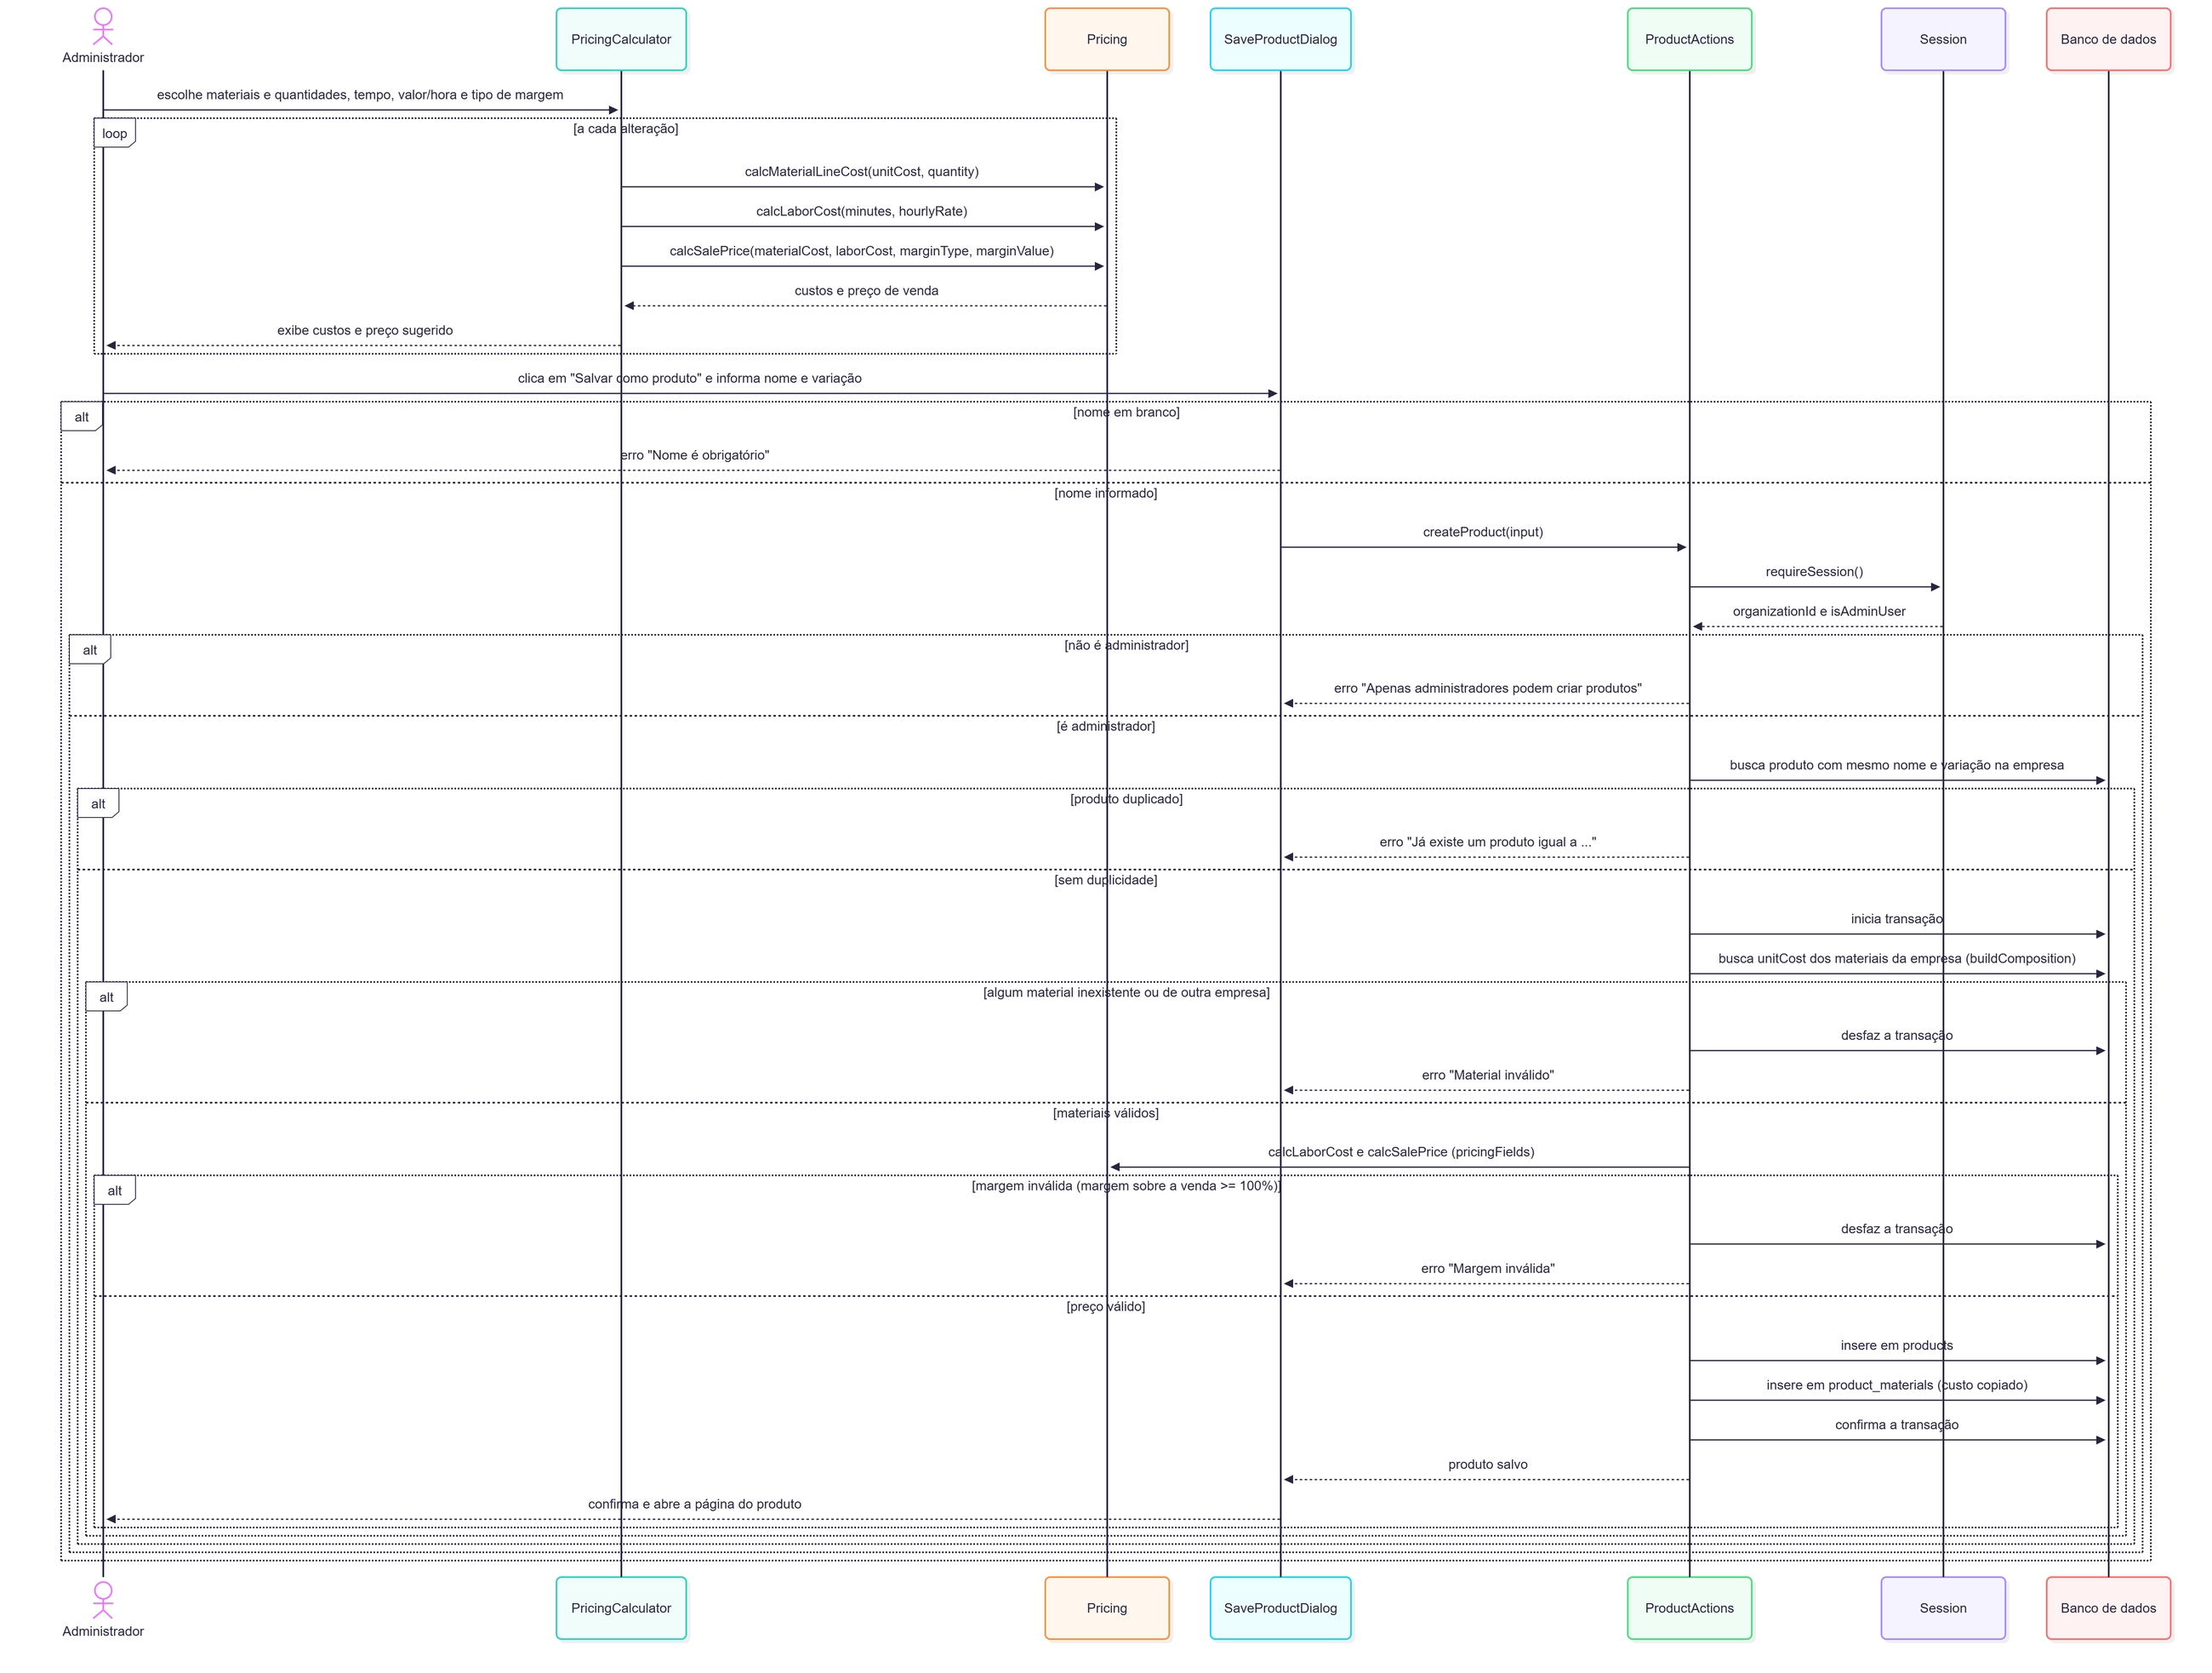 Administrador
PricingCalculator
Pricing
SaveProductDialog
ProductActions
Session
Banco de dados
escolhe materiais e quantidades, tempo, valor/hora e tipo de margem
loop
[a cada alteração]
calcMaterialLineCost(unitCost, quantity)
calcLaborCost(minutes, hourlyRate)
calcSalePrice(materialCost, laborCost, marginType, marginValue)
custos e preço de venda
exibe custos e preço sugerido
clica em "Salvar como produto" e informa nome e variação
alt
[nome em branco]
erro "Nome é obrigatório"
[nome informado]
createProduct(input)
requireSession()
organizationId e isAdminUser
alt
[não é administrador]
erro "Apenas administradores podem criar produtos"
[é administrador]
busca produto com mesmo nome e variação na empresa
alt
[produto duplicado]
erro "Já existe um produto igual a ..."
[sem duplicidade]
inicia transação
busca unitCost dos materiais da empresa (buildComposition)
alt
[algum material inexistente ou de outra empresa]
desfaz a transação
erro "Material inválido"
[materiais válidos]
calcLaborCost e calcSalePrice (pricingFields)
alt
[margem inválida (margem sobre a venda >= 100%)]
desfaz a transação
erro "Margem inválida"
[preço válido]
insere em products
insere em product_materials (custo copiado)
confirma a transação
produto salvo
confirma e abre a página do produto
Administrador
PricingCalculator
Pricing
SaveProductDialog
ProductActions
Session
Banco de dados